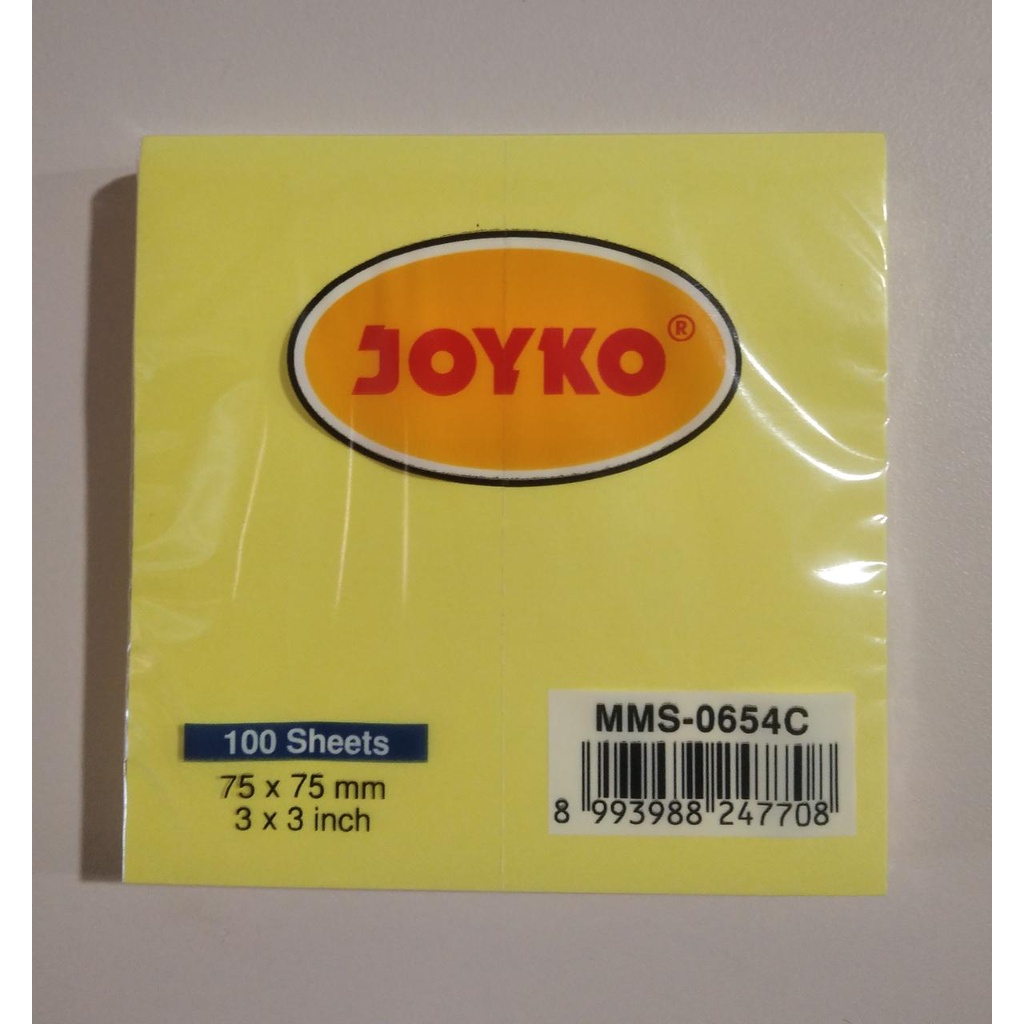 JOYKO®
100 Sheets
75 x 75 mm
3 x 3 inch
MMS-0654C
8 993988 247708